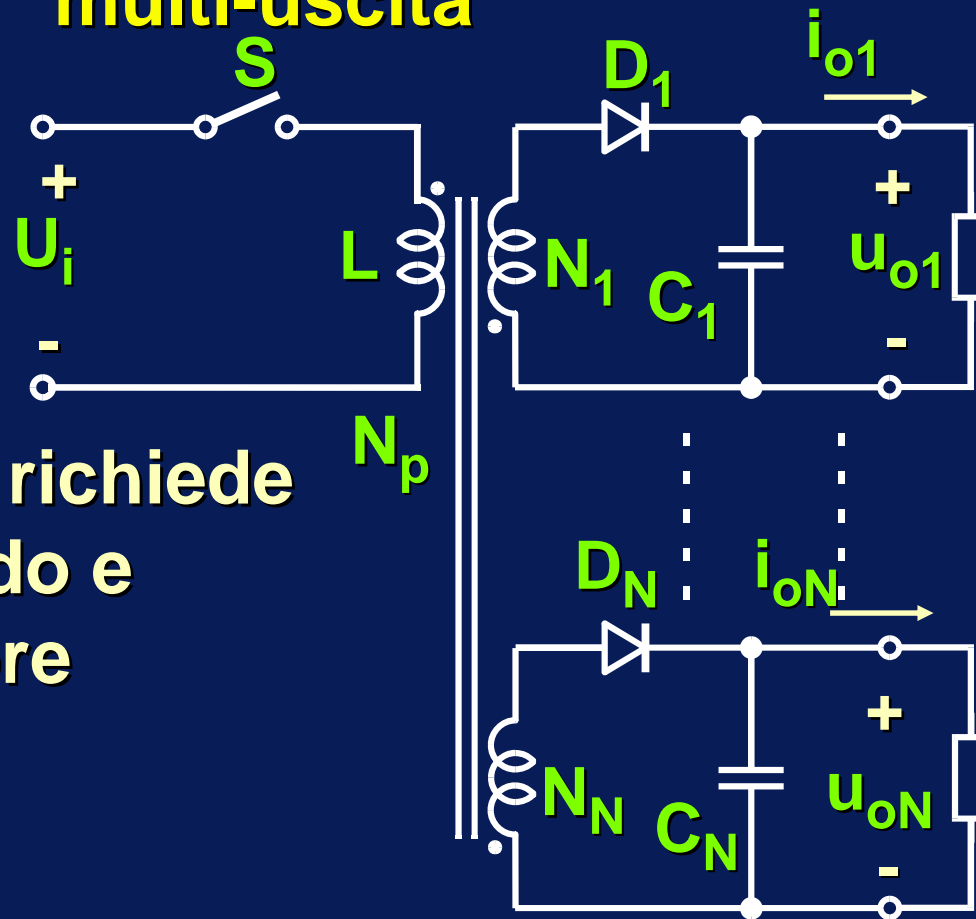 multi-uscita
S
D1
io1
+
Ui
-
L
Np
N1
C1
+
uo1
-
richiede
do e
re
DN
ioN
NN
CN
+
uoN
-